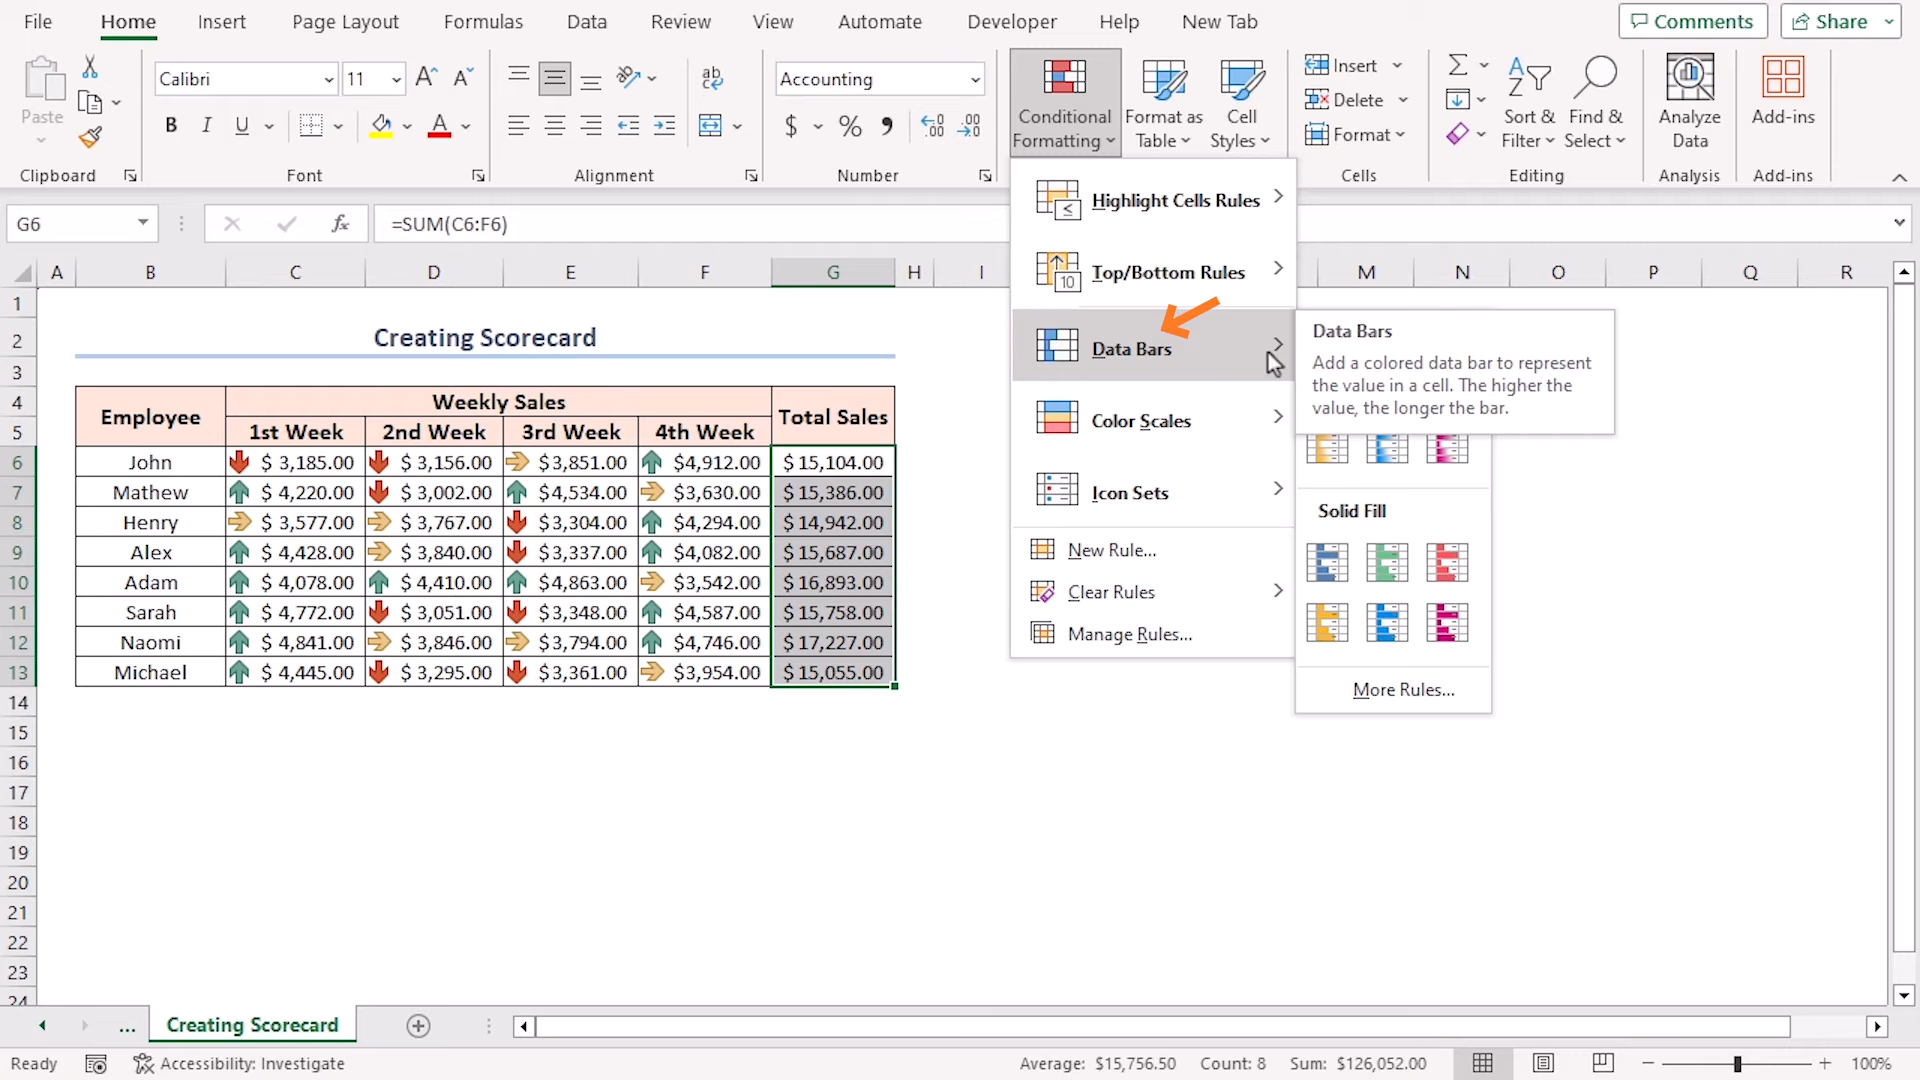 File Home Insert Page Layout Formulas Data Review View Automate Developer Help New Tab Comments Share
Paste
Clipboard
Calibri 11
B I U
Font
ab
Alignment
Accounting
$ % ,
Number
Conditional Formatting
Format as Table
Cell Styles
Insert
Delete
Format
Cells
Sort & Filter
Find & Select
Editing
Analyze Data
Analysis
Add-ins
Add-ins
G6 fx =SUM(C6:F6)
A B C D E F G H I M N O P Q R
1
2 Creating Scorecard
3
4 Employee Weekly Sales Total Sales
5 1st Week 2nd Week 3rd Week 4th Week
6 John $ 3,185.00 $ 3,156.00 $3,851.00 $4,912.00 $15,104.00
7 Mathew $ 4,220.00 $ 3,002.00 $4,534.00 $3,630.00 $15,386.00
8 Henry $ 3,577.00 $ 3,767.00 $3,304.00 $4,294.00 $14,942.00
9 Alex $ 4,428.00 $ 3,840.00 $3,337.00 $4,082.00 $15,687.00
10 Adam $ 4,078.00 $ 4,410.00 $4,863.00 $3,542.00 $16,893.00
11 Sarah $ 4,772.00 $ 3,051.00 $3,348.00 $4,587.00 $15,758.00
12 Naomi $ 4,841.00 $ 3,846.00 $3,794.00 $4,746.00 $17,227.00
13 Michael $ 4,445.00 $ 3,295.00 $3,361.00 $3,954.00 $15,055.00
14
15
16
17
18
19
20
21
22
23
24
Highlight Cells Rules
Top/Bottom Rules
Data Bars
Color Scales
Icon Sets
New Rule...
Clear Rules
Manage Rules...
Data Bars
Add a colored data bar to represent
the value in a cell. The higher the
value, the longer the bar.
Solid Fill
More Rules...
... Creating Scorecard
Ready Accessibility: Investigate Average: $15,756.50 Count: 8 Sum: $126,052.00 100%